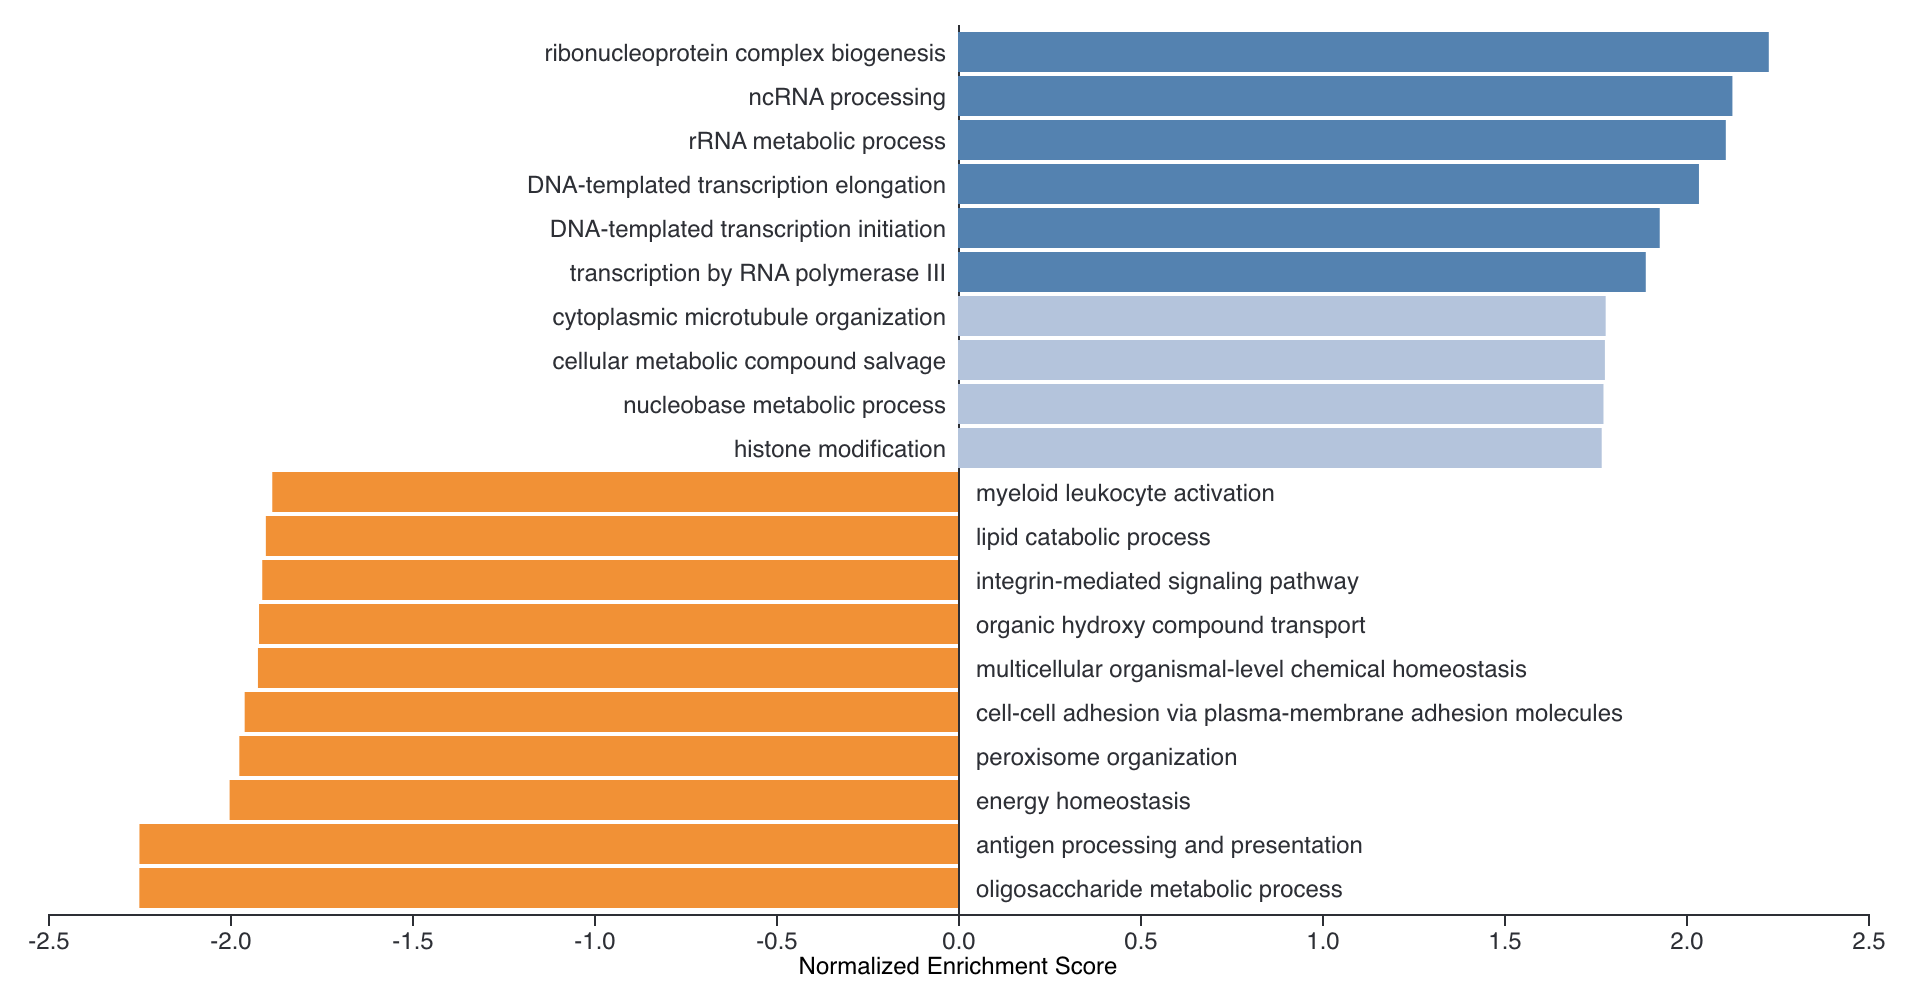 ribonucleoprotein complex biogenesis
ncRNA processing
rRNA metabolic process
DNA-templated transcription elongation
DNA-templated transcription initiation
transcription by RNA polymerase III
cytoplasmic microtubule organization
cellular metabolic compound salvage
nucleobase metabolic process
histone modification
myeloid leukocyte activation
lipid catabolic process
integrin-mediated signaling pathway
organic hydroxy compound transport
multicellular organismal-level chemical homeostasis
cell-cell adhesion via plasma-membrane adhesion molecules
peroxisome organization
energy homeostasis
antigen processing and presentation
oligosaccharide metabolic process
-2.5 -2.0 -1.5 -1.0 -0.5 0.0 0.5 1.0 1.5 2.0 2.5
Normalized Enrichment Score